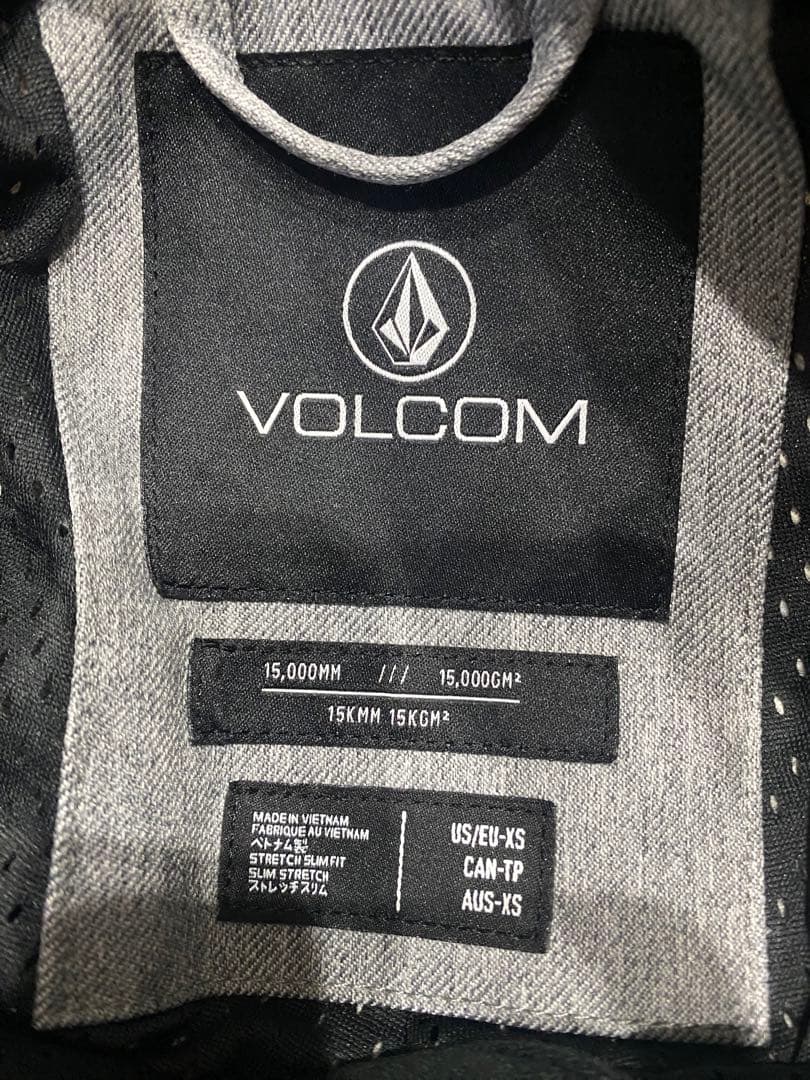 VOLCOM
15,000MM /// 15,000GM²
15KMM 15KGM²
MADE IN VIETNAM
FABRIQUE AU VIETNAM
ベトナム製
STRETCH SLIM FIT
SLIM STRETCH
ストレッチスリム
US/EU-XS
CAN-TP
AUS-XS